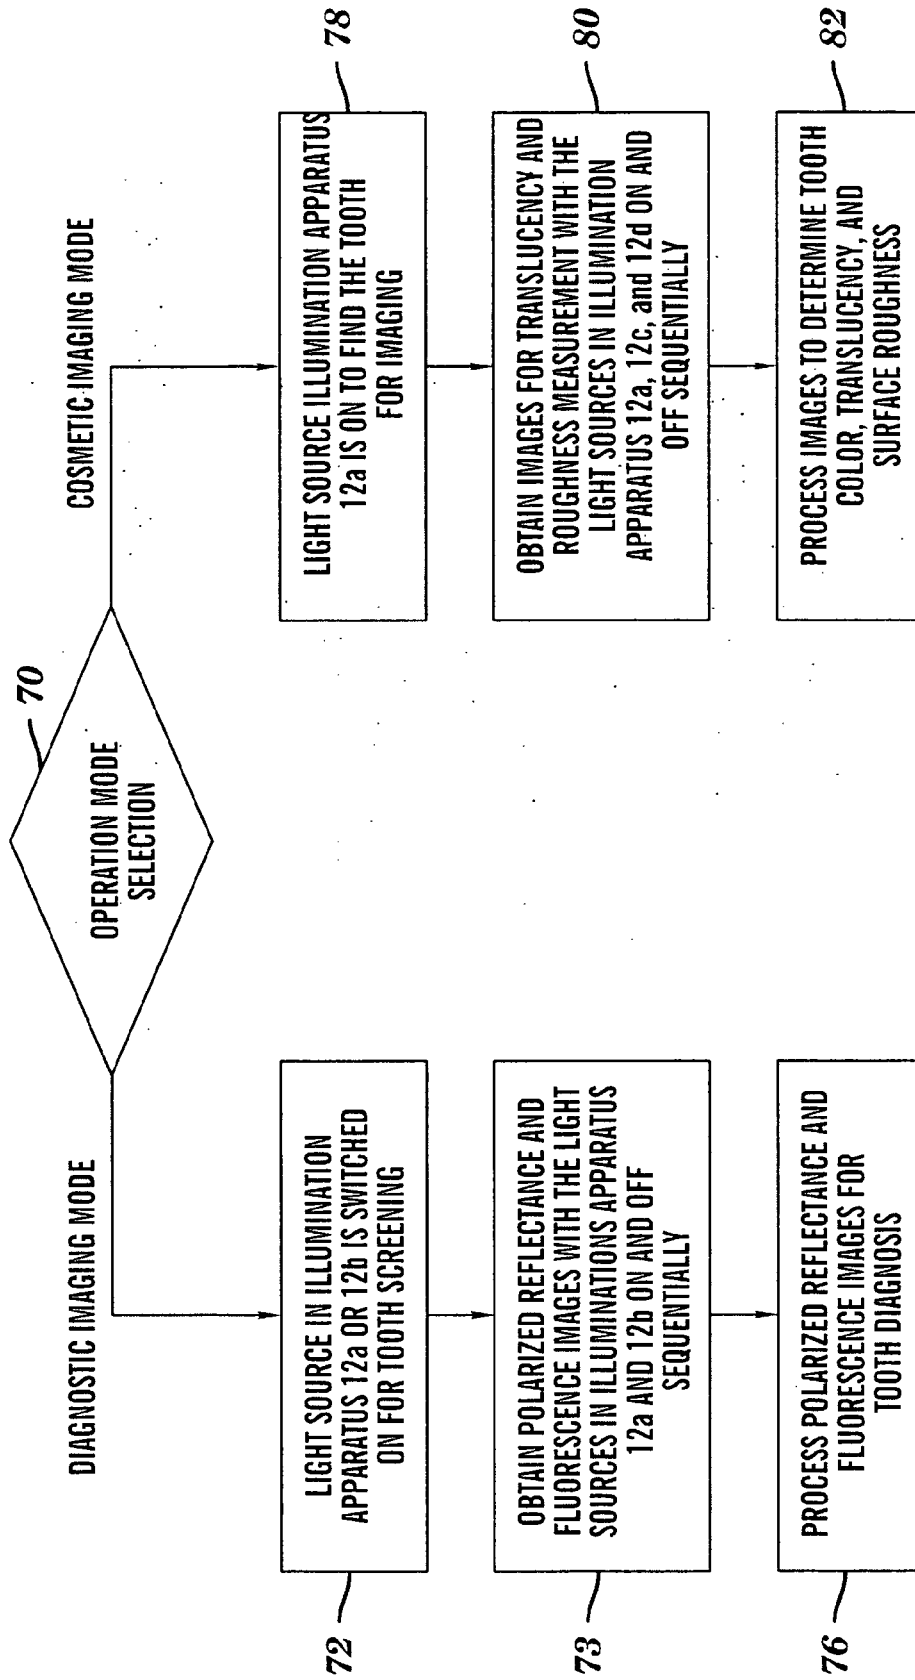 70
OPERATION MODE
SELECTION
DIAGNOSTIC IMAGING MODE
COSMETIC IMAGING MODE
72
LIGHT SOURCE IN ILLUMINATION
APPARATUS 12a OR 12b IS SWITCHED
ON FOR TOOTH SCREENING
73
OBTAIN POLARIZED REFLECTANCE AND
FLUORESCENCE IMAGES WITH THE LIGHT
SOURCES IN ILLUMINATIONS APPARATUS
12a AND 12b ON AND OFF
SEQUENTIALLY
76
PROCESS POLARIZED REFLECTANCE AND
FLUORESCENCE IMAGES FOR
TOOTH DIAGNOSIS
78
LIGHT SOURCE ILLUMINATION APPARATUS
12a IS ON TO FIND THE TOOTH
FOR IMAGING
80
OBTAIN IMAGES FOR TRANSLUCENCY AND
ROUGHNESS MEASUREMENT WITH THE
LIGHT SOURCES IN ILLUMINATION
APPARATUS 12a, 12c, and 12d ON AND
OFF SEQUENTIALLY
82
PROCESS IMAGES TO DETERMINE TOOTH
COLOR, TRANSLUCENCY, AND
SURFACE ROUGHNESS